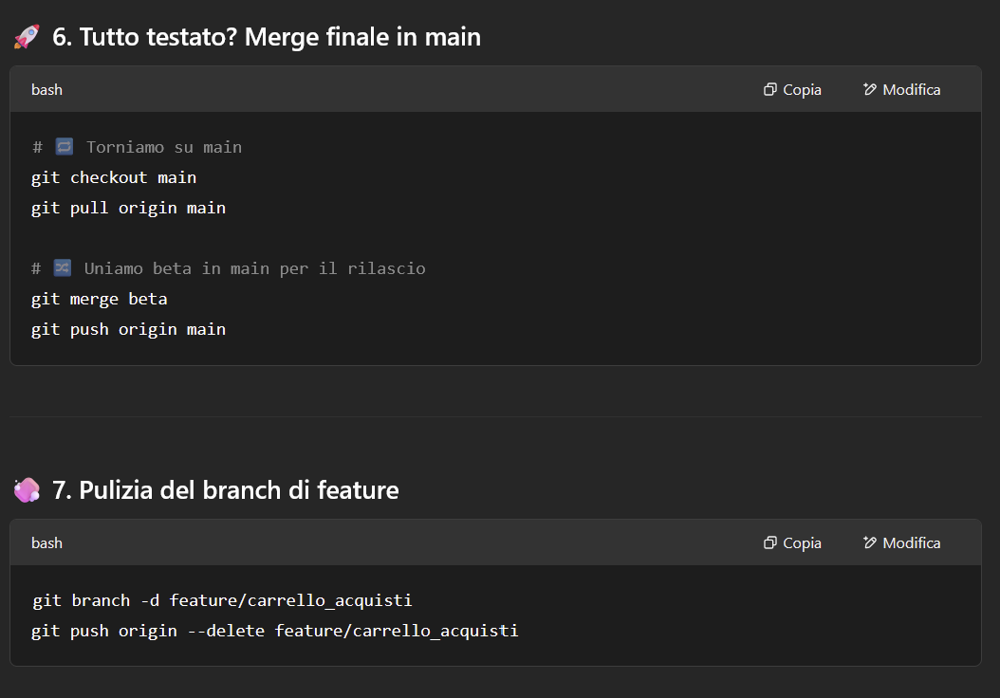 🚀 6. Tutto testato? Merge finale in main
bash
Copia
Modifica
# 🔁 Torniamo su main
git checkout main
git pull origin main
# 🔀 Uniamo beta in main per il rilascio
git merge beta
git push origin main
🧼 7. Pulizia del branch di feature
bash
Copia
Modifica
git branch -d feature/carrello_acquisti
git push origin --delete feature/carrello_acquisti